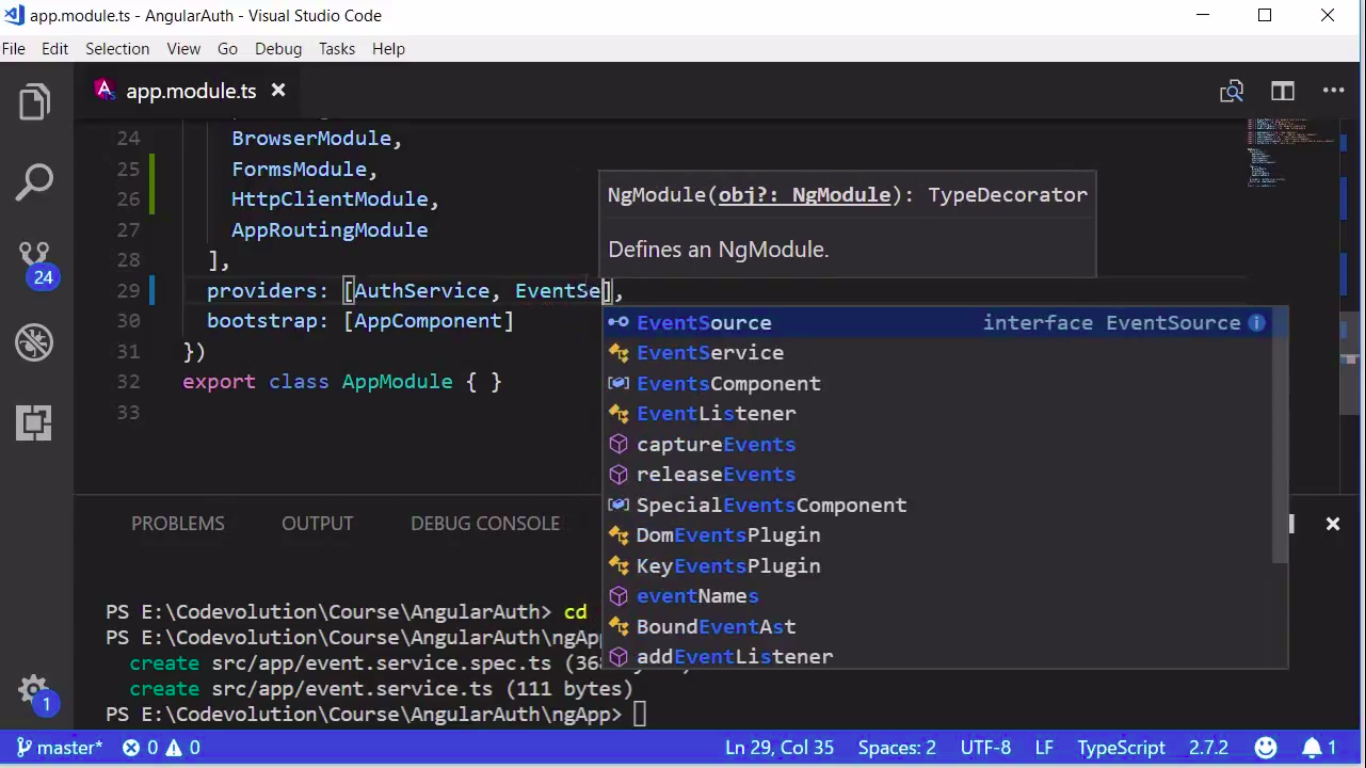 app.module.ts - AngularAuth - Visual Studio Code
File Edit Selection View Go Debug Tasks Help
app.module.ts
24 BrowserModule,
25 FormsModule,
26 HttpClientModule,
27 AppRoutingModule
28 ],
29 providers: [AuthService, EventSe],
30 bootstrap: [AppComponent]
31 })
32 export class AppModule { }
33
NgModule(obj?: NgModule): TypeDecorator
Defines an NgModule.
EventSource interface EventSource
EventService
EventsComponent
EventListener
captureEvents
releaseEvents
SpecialEventsComponent
DomEventsPlugin
KeyEventsPlugin
eventNames
BoundEventAst
addEventListener
24
1
PROBLEMS OUTPUT DEBUG CONSOLE
PS E:\Codevolution\Course\AngularAuth> cd
PS E:\Codevolution\Course\AngularAuth\ngApp
create src/app/event.service.spec.ts (368
create src/app/event.service.ts (111 bytes)
PS E:\Codevolution\Course\AngularAuth\ngApp>
master* 0 0 Ln 29, Col 35 Spaces: 2 UTF-8 LF TypeScript 2.7.2 1